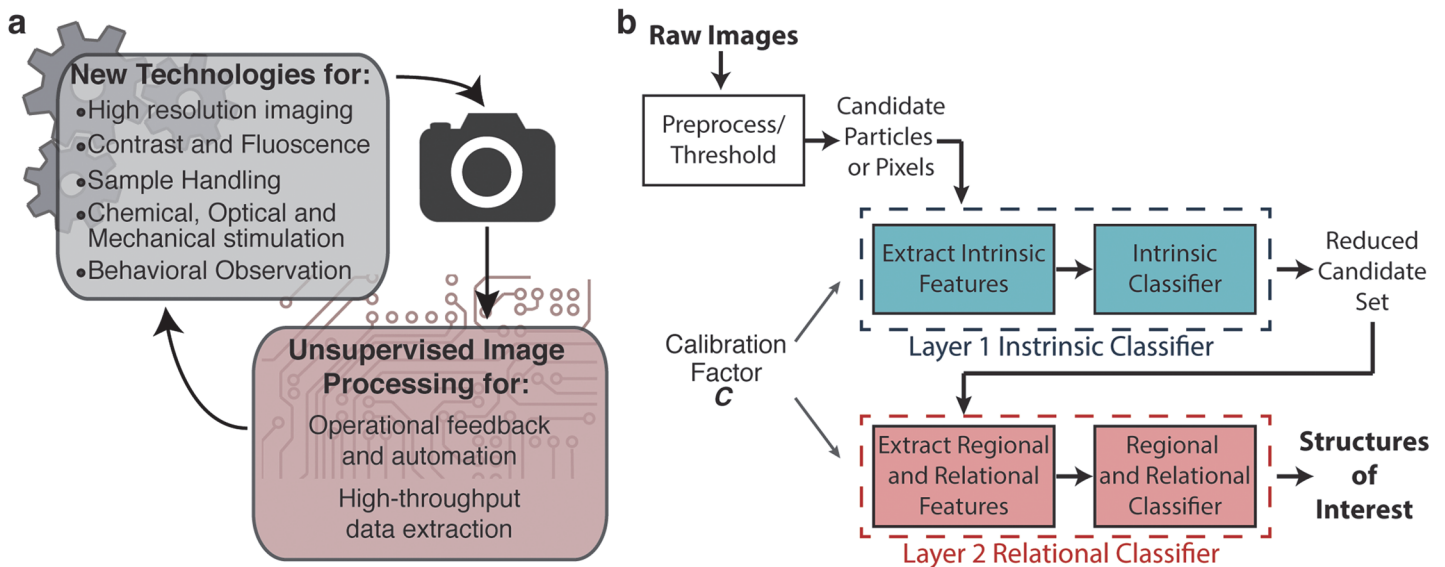 a
New Technologies for:
•High resolution imaging
•Contrast and Fluoscence
•Sample Handling
•Chemical, Optical and
Mechanical stimulation
•Behavioral Observation
Unsupervised Image
Processing for:
Operational feedback
and automation
High-throughput
data extraction
b
Raw Images
Preprocess/
Threshold
Candidate
Particles
or Pixels
Extract Intrinsic
Features
Intrinsic
Classifier
Layer 1 Instrinsic Classifier
Reduced
Candidate
Set
Calibration
Factor
C
Extract Regional
and Relational
Features
Regional
and Relational
Classifier
Layer 2 Relational Classifier
Structures
of
Interest